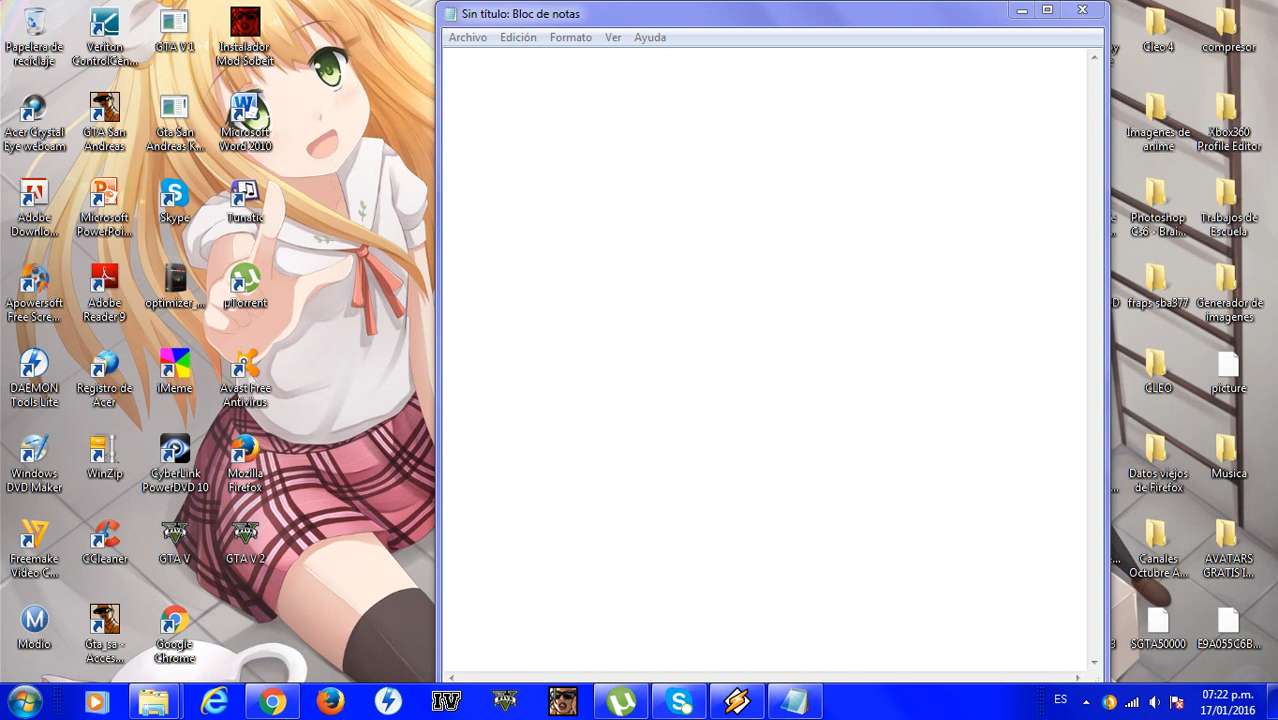 Sin título: Bloc de notas
Archivo Edición Formato Ver Ayuda
Papelera de
reciclaje
Veriton
ControlCen...
GTA V 1
Instalador
Mod Sobeit
Acer Crystal
Eye webcam
GTA San
Andreas
Gta San
Andreas K...
Microsoft
Word 2010
Adobe
Downlo...
Microsoft
PowerPoi...
Skype
Tunatic
Apowersoft
Free Scre...
Adobe
Reader 9
optimizer_...
µTorrent
DAEMON
Tools Lite
Registro de
Acer
iMeme
Avast Free
Antivirus
Windows
DVD Maker
WinZip
CyberLink
PowerDVD 10
Mozilla
Firefox
Freemake
Video C...
CCleaner
GTA V
GTA V 2
Modio
Gta_sa -
Acces...
Google
Chrome
Cleo 4
compresor
Imagenes de
anime
Xbox360
Profile Editor
Photoshop
Cs6 - Brai...
Trabajos de
Escuela
fraps sba377
Generador de
imagenes
CLEO
picture
Datos viejos
de Firefox
Musica
Canales
Octubre A...
AVATARS
GRATIS I...
SGTA50000
E9A055C6B...
IV
ES
07:22 p.m.
17/01/2016